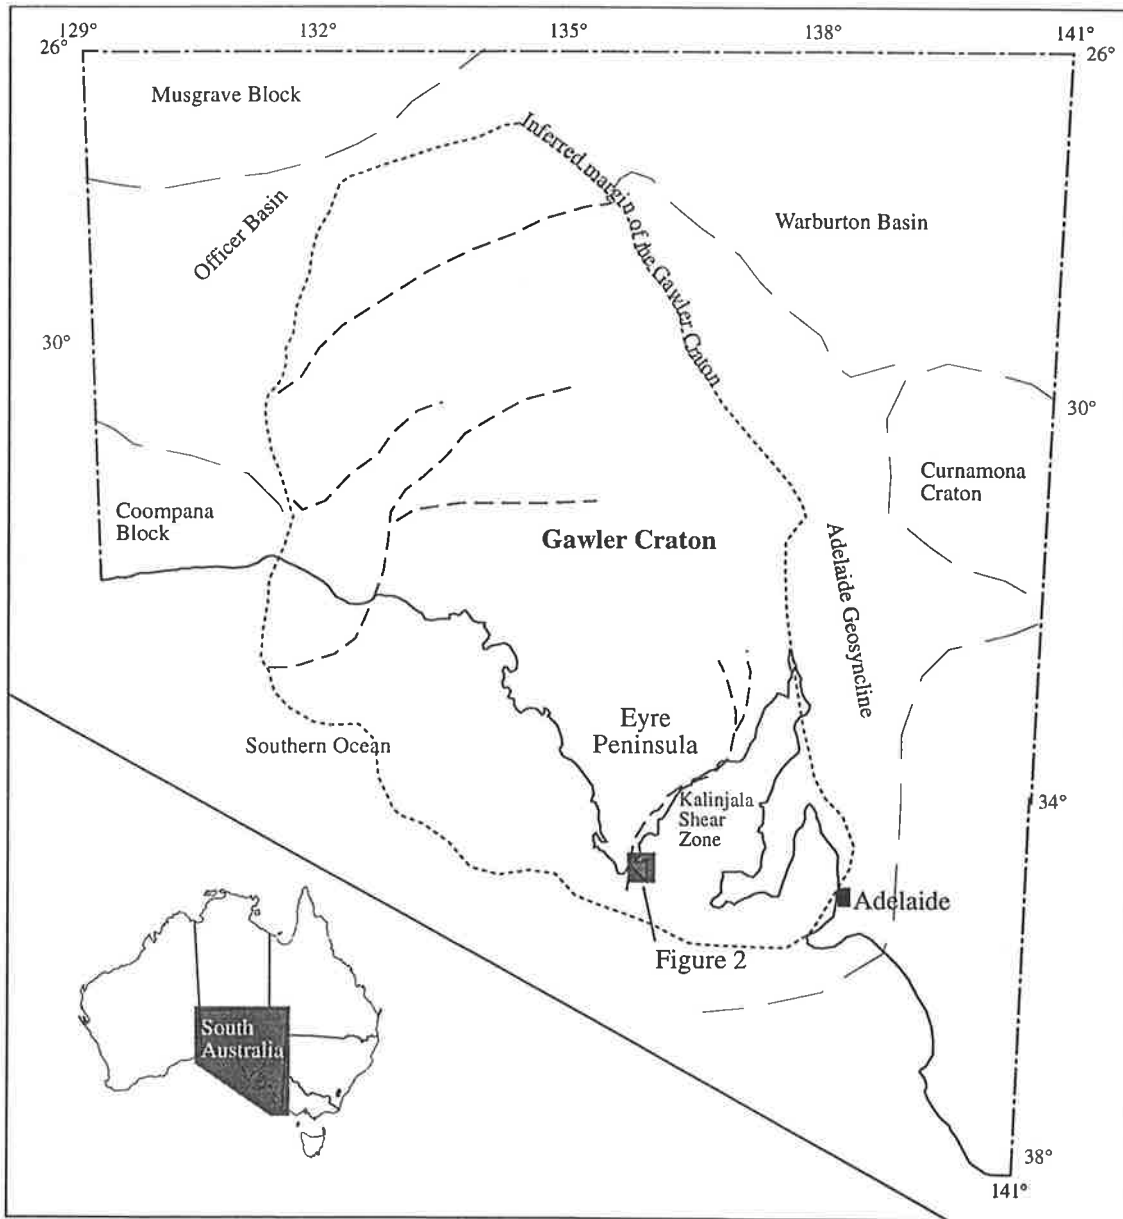 129°
132°
135°
138°
141°
26°
26°
Musgrave Block
Inferred margin of the Gawler Craton
Officer Basin
Warburton Basin
30°
30°
Curnamona
Craton
Coompana
Block
Gawler Craton
Adelaide Geosyncline
Eyre
Peninsula
Southern Ocean
Kalinjala
Shear
Zone
34°
Adelaide
Figure 2
South
Australia
38°
141°